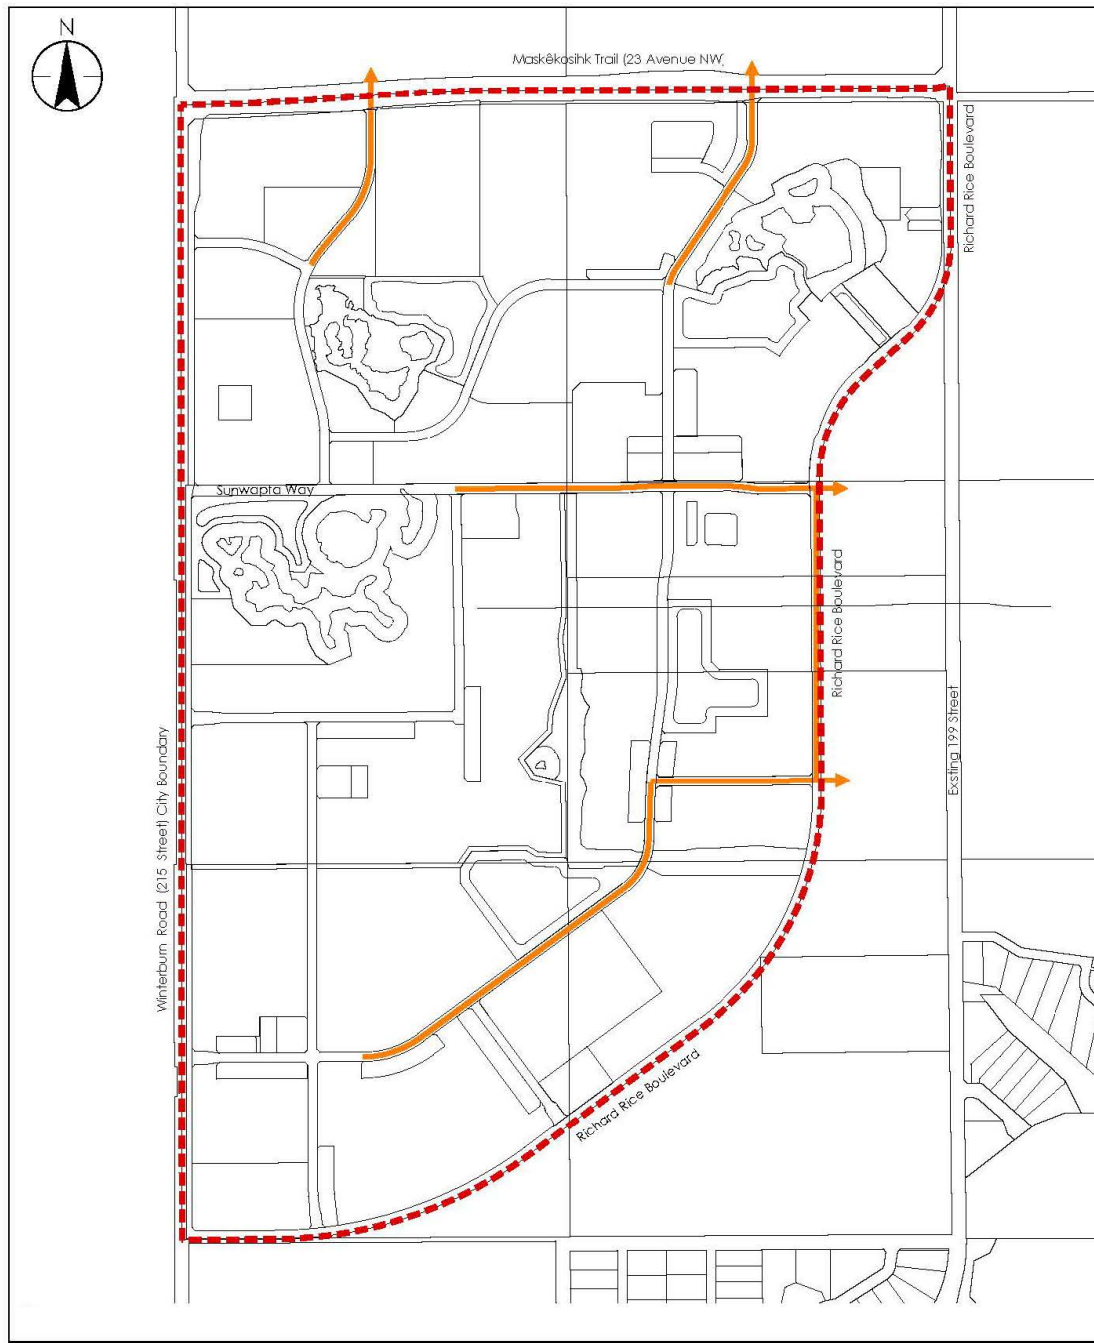 N
Maskêkosihk Trail (23 Avenue NW)
Richard Rice Boulevard
Sunwapta Way
Richard Rice Boulevard
Exsting 199 Street
Winterburn Road (215 Street) City Boundary
Richard Rice Boulevard